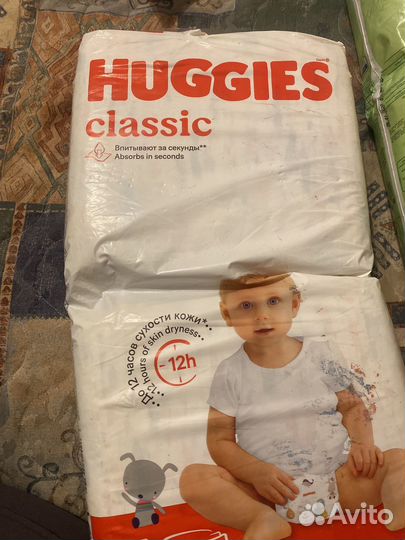 HUGGIES
classic
Впитывают за секунды**
Absorbs in seconds
До 12 часов сухости кожи*
12 hours of skin dryness
12h
Avito